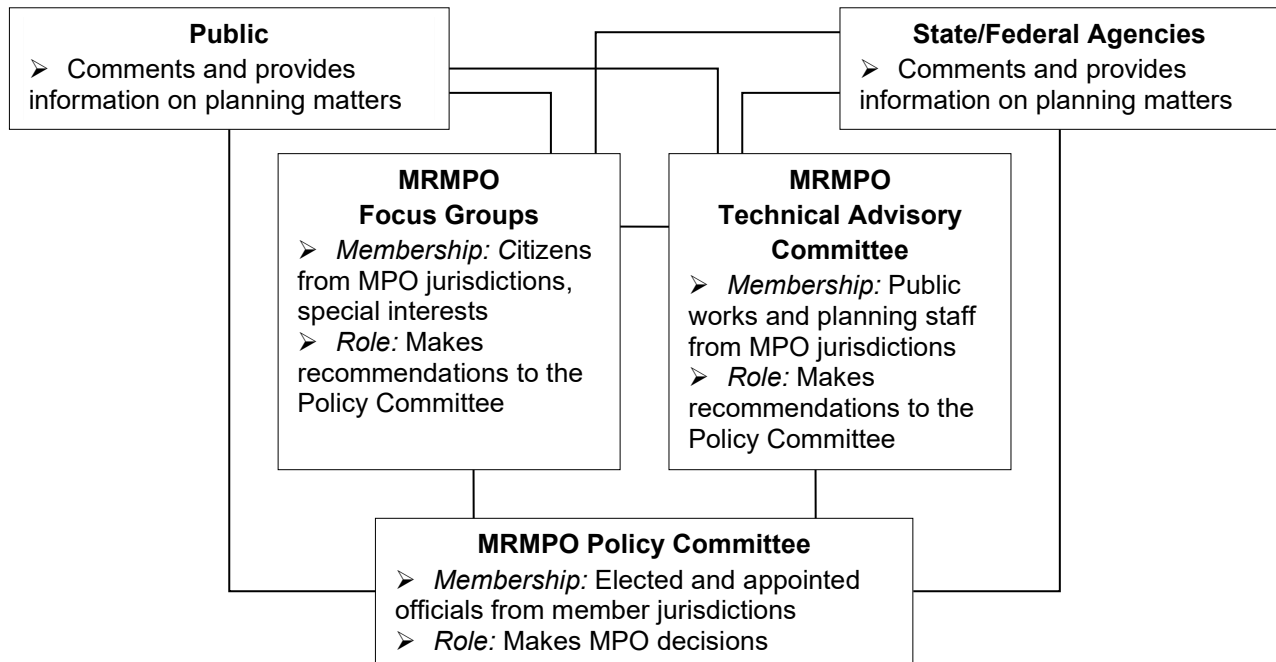 Public
➢ Comments and provides
information on planning matters
State/Federal Agencies
➢ Comments and provides
information on planning matters
MRMPO
Focus Groups
➢ Membership: Citizens
from MPO jurisdictions,
special interests
➢ Role: Makes
recommendations to the
Policy Committee
MRMPO
Technical Advisory
Committee
➢ Membership: Public
works and planning staff
from MPO jurisdictions
➢ Role: Makes
recommendations to the
Policy Committee
MRMPO Policy Committee
➢ Membership: Elected and appointed
officials from member jurisdictions
➢ Role: Makes MPO decisions